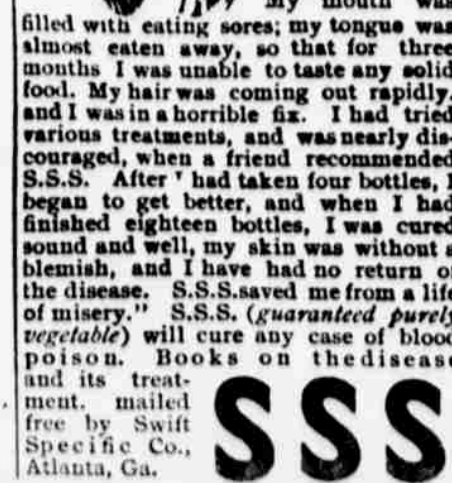 My mouth was
filled with eating sores; my tongue was
almost eaten away, so that for three
months I was unable to taste any solid
food. My hair was coming out rapidly,
and I was in a horrible fix. I had tried
various treatments, and was nearly dis-
couraged, when a friend recommended
S.S.S. After ' had taken four bottles, I
began to get better, and when I had
finished eighteen bottles, I was cured
sound and well, my skin was without a
blemish, and I have had no return of
the disease. S.S.S. saved me from a life
of misery." S.S.S. (guaranteed purely
vegetable) will cure any case of blood
poison. Books on the disease
and its treat-
ment, mailed
free by Swift
Specific Co.,
Atlanta, Ga.
SSS